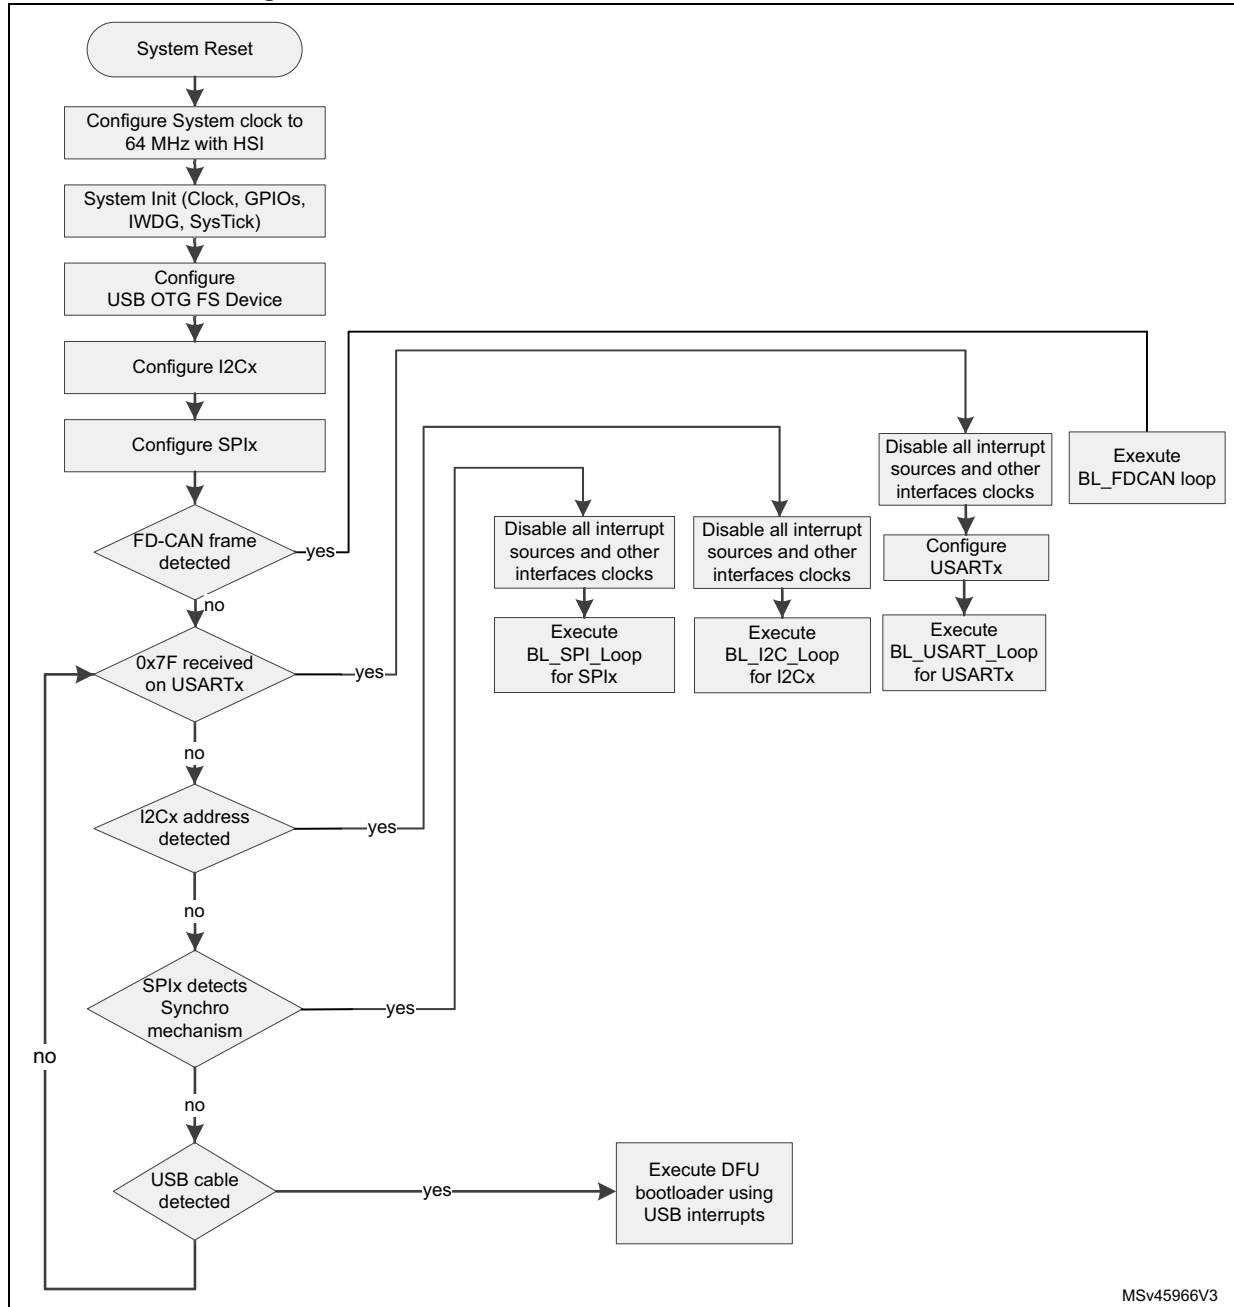 System Reset
Configure System clock to
64 MHz with HSI
System Init (Clock, GPIOs,
IWDG, SysTick)
Configure
USB OTG FS Device
Configure I2Cx
Configure SPIx
FD-CAN frame
detected
yes
no
0x7F received
on USARTx
yes
no
I2Cx address
detected
yes
no
SPIx detects
Synchro
mechanism
yes
no
no
USB cable
detected
yes
Execute DFU
bootloader using
USB interrupts
Disable all interrupt
sources and other
interfaces clocks
Execute
BL_SPI_Loop
for SPIx
Disable all interrupt
sources and other
interfaces clocks
Execute
BL_I2C_Loop
for I2Cx
Disable all interrupt
sources and other
interfaces clocks
Configure
USARTx
Execute
BL_USART_Loop
for USARTx
Exexute
BL_FDCAN loop
MSv45966V3